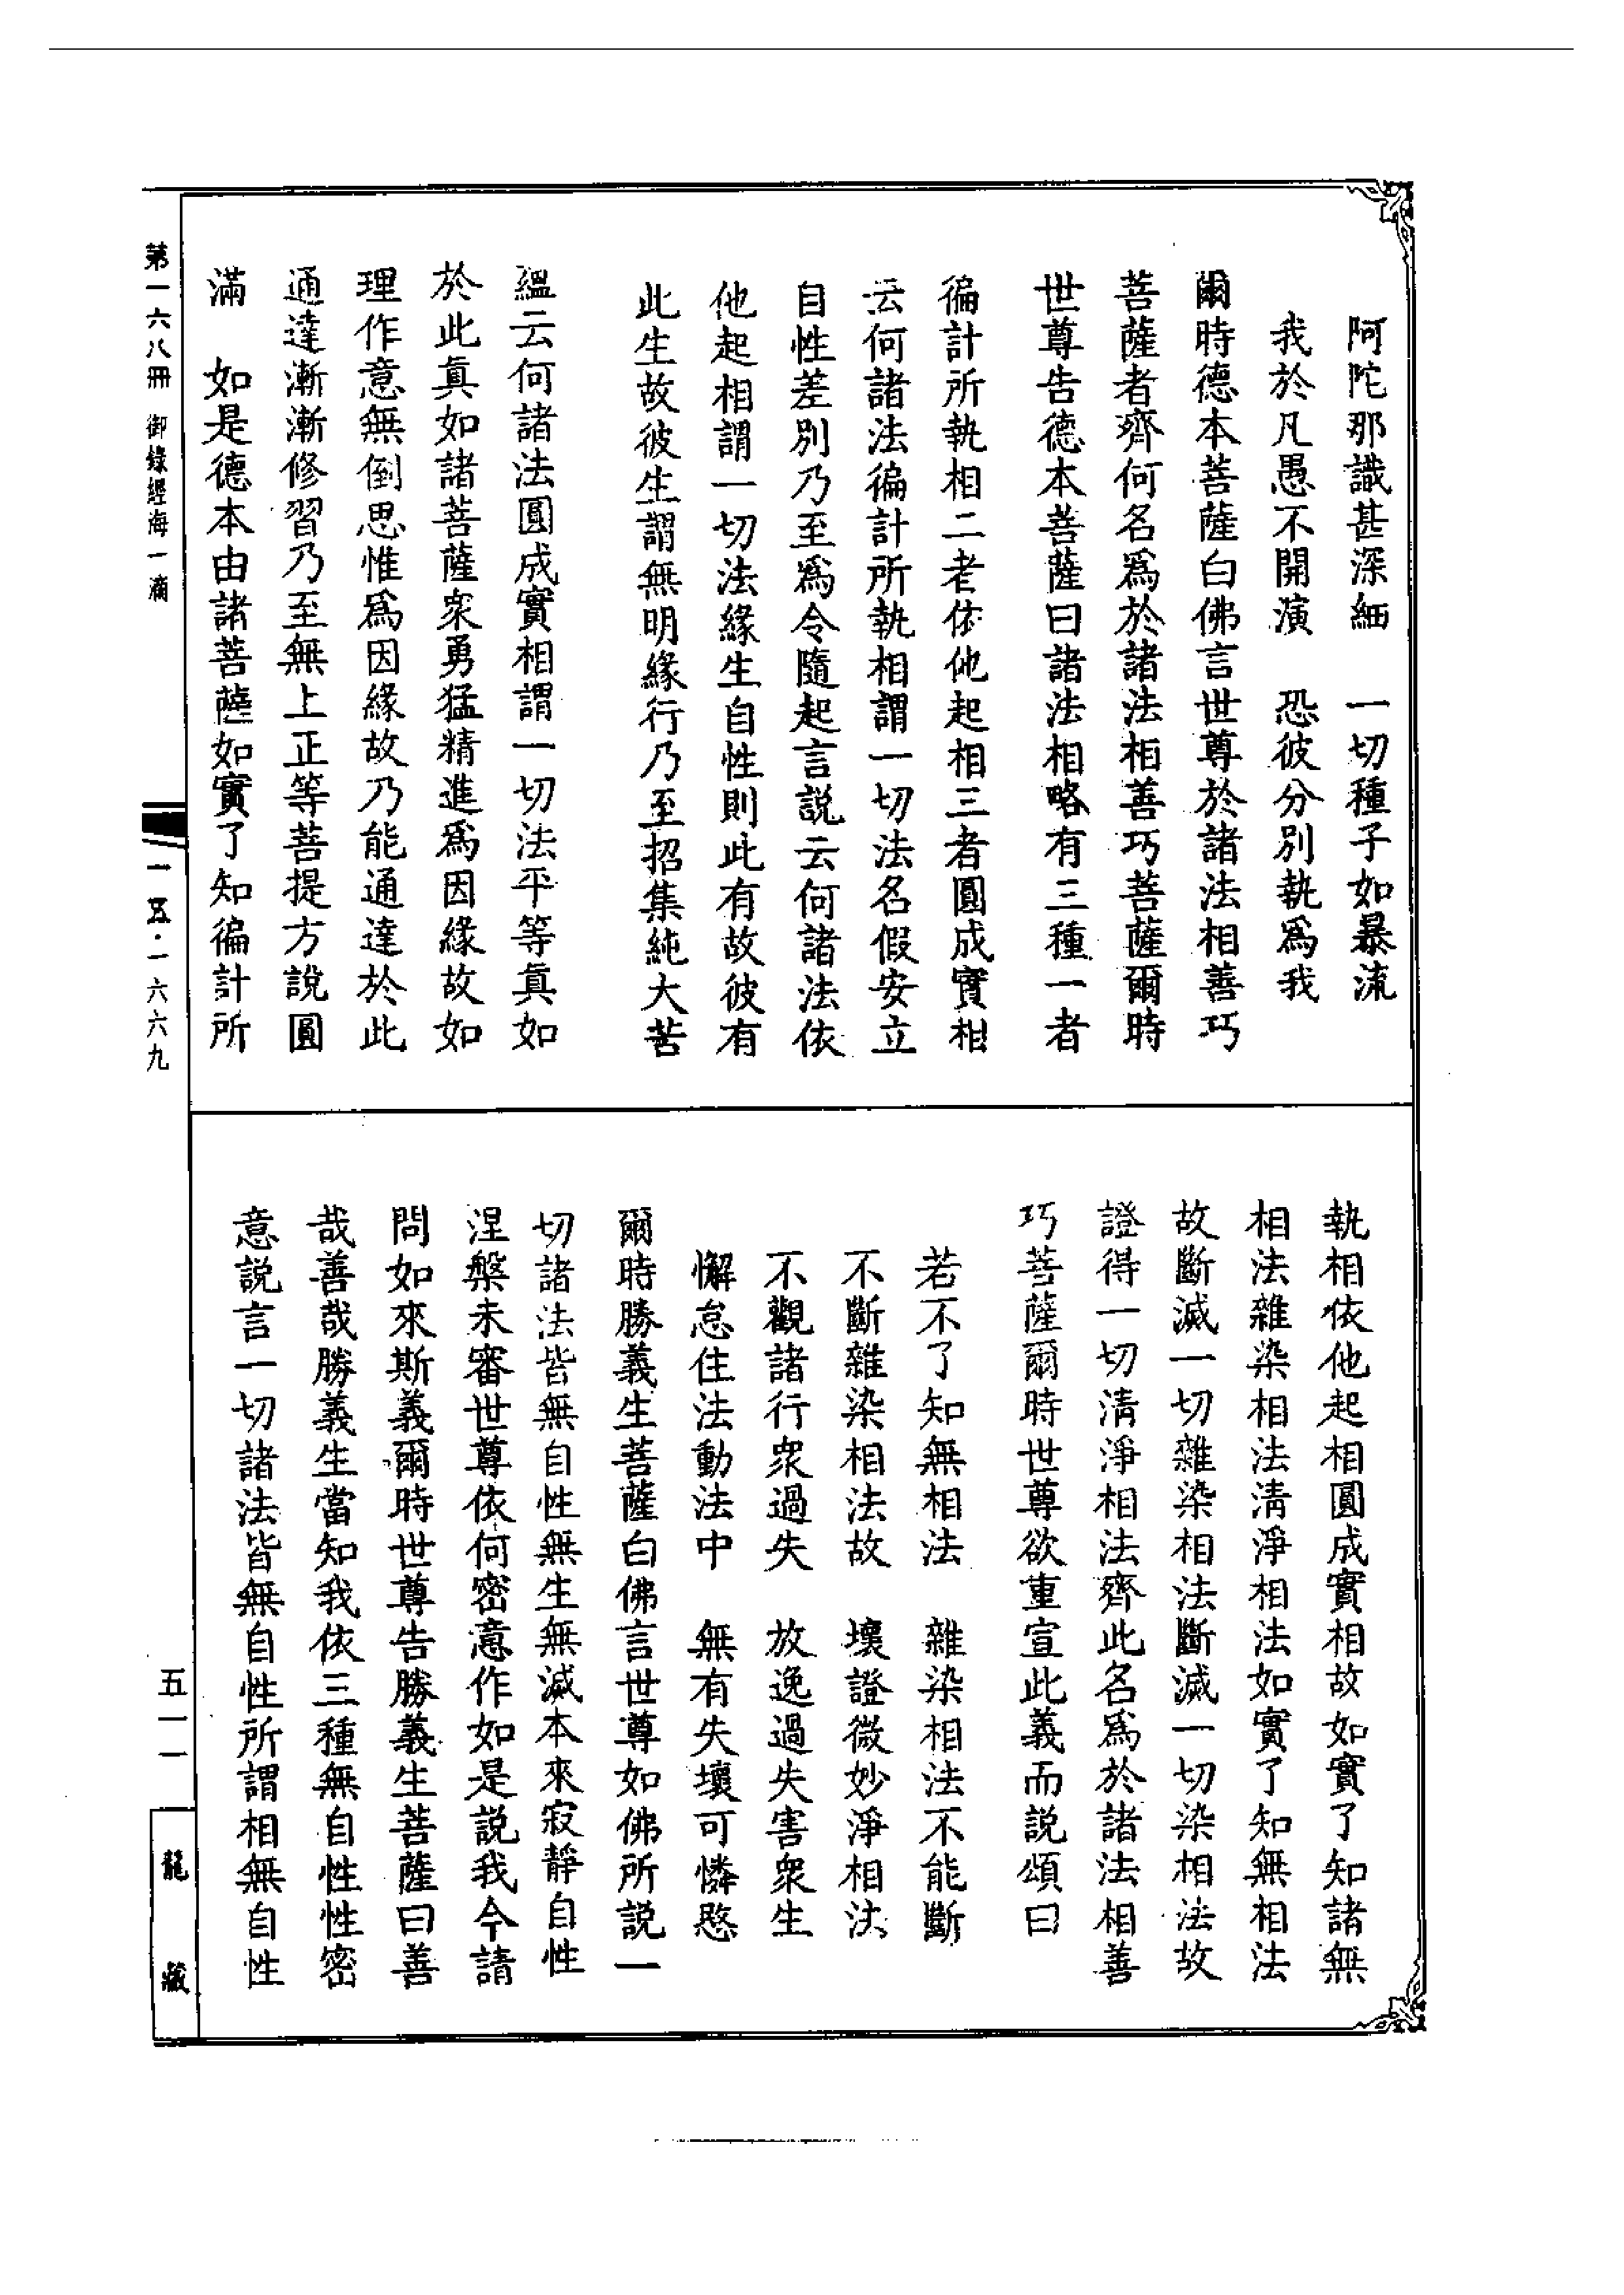 阿陀那識甚深細　一切種子如暴流
我於凡愚不開演　恐彼分別執爲我
爾時德本菩薩白佛言世尊於諸法相善巧
菩薩者齊何名爲於諸法相善巧菩薩爾時
世尊告德本菩薩曰諸法相略有三種一者
徧計所執相二者依他起相三者圓成實相
云何諸法徧計所執相謂一切法名假安立
自性差別乃至爲令隨起言說云何諸法依
他起相謂一切法緣生自性則此有故彼有
此生故彼生謂無明緣行乃至招集純大苦
蘊云何諸法圓成實相謂一切法平等真如
於此真如諸菩薩衆勇猛精進爲因緣故如
理作意無倒思惟爲因緣故乃能通達於此
通達漸漸修習乃至無上正等菩提方說圓
滿　如是德本由諸菩薩如實了知徧計所
執相依他起相圓成實相故如實了知諸無
相法雜染相法清淨相法如實了知無相法
故斷滅一切雜染相法斷滅一切染相法故
證得一切清淨相法齊此名爲於諸法相善
巧菩薩爾時世尊欲重宣此義而說頌曰
若不了知無相法　雜染相法不能斷
不斷雜染相法故　壞證微妙淨相法
不觀諸行衆過失　放逸過失害衆生
懈怠住法動法中　無有失壞可憐愍
爾時勝義生菩薩白佛言世尊如佛所說一
切諸法皆無自性無生無滅本來寂靜自性
涅槃未審世尊依何密意作如是說我今請
問如來斯義爾時世尊告勝義生菩薩曰善
哉善哉勝義生當知我依三種無自性性密
意說言一切諸法皆無自性所謂相無自性
第一六八冊　御錄經海一滴
一五·一六六九
五一一
龍藏